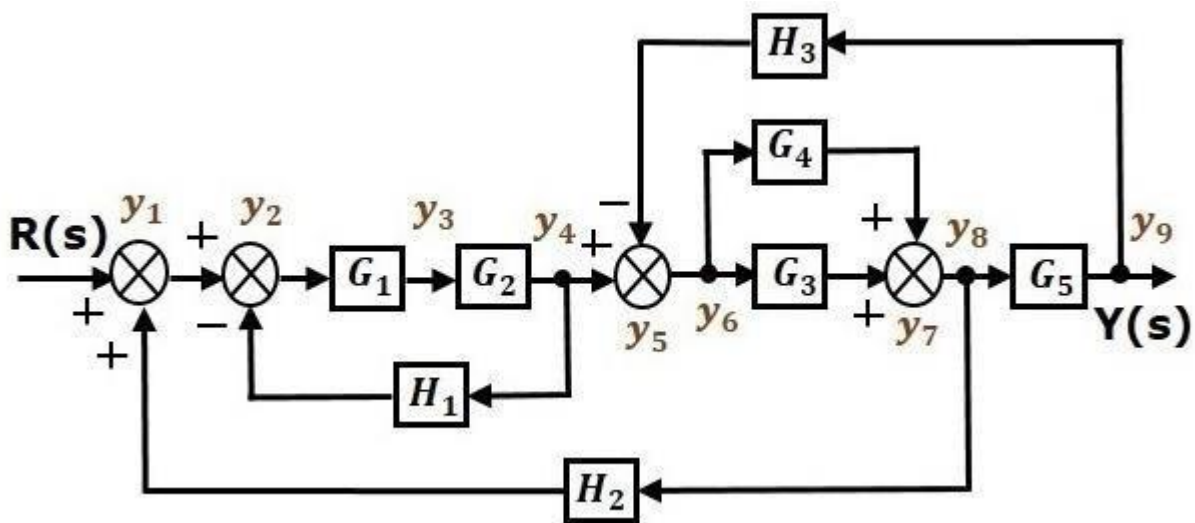 H₃
G₄
R(s)
y₁
+
+
+
y₂
−
G₁
y₃
G₂
y₄
H₁
−
+
y₅
y₆
G₃
+
+
y₇
y₈
G₅
y₉
Y(s)
H₂